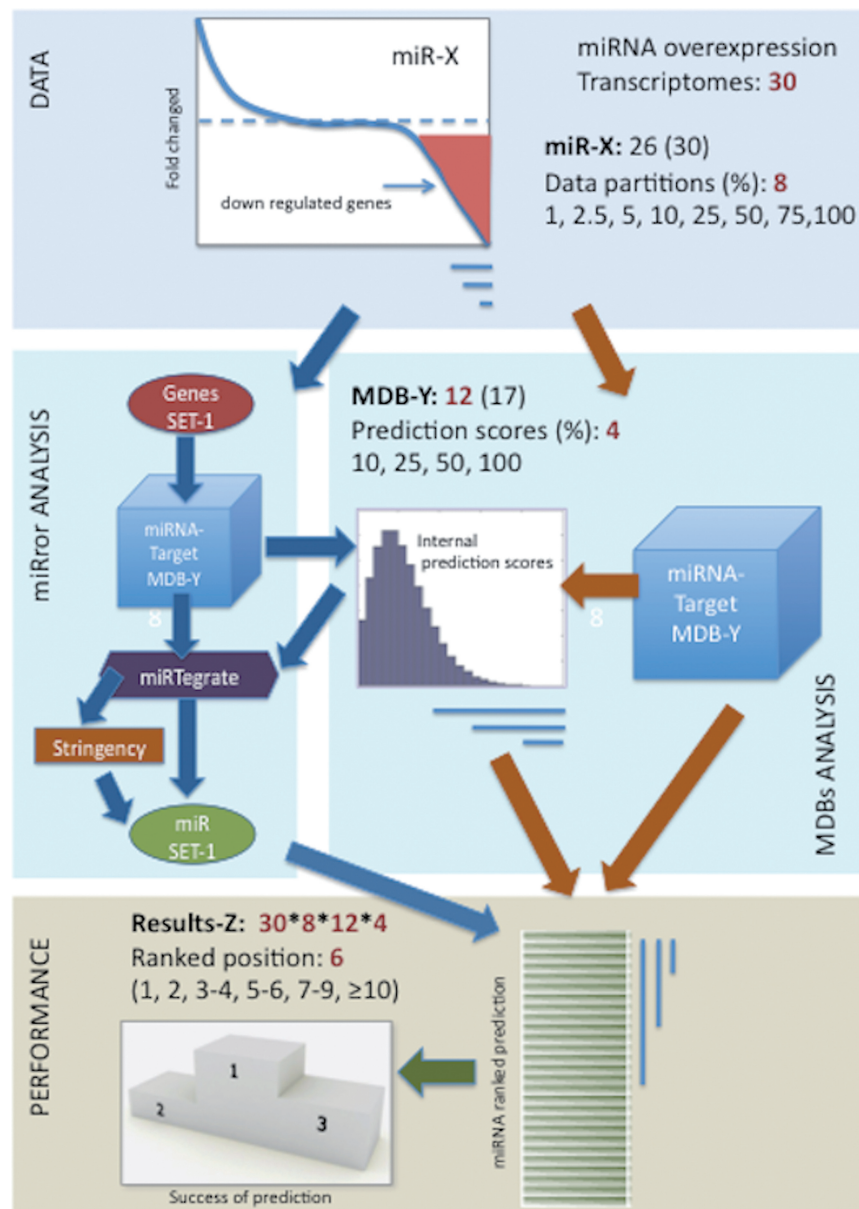 DATA
miR-X
Fold changed
down regulated genes
miRNA overexpression
Transcriptomes: 30
miR-X: 26 (30)
Data partitions (%): 8
1, 2.5, 5, 10, 25, 50, 75,100
miRror ANALYSIS
Genes
SET-1
miRNA-
Target
MDB-Y
8
miRTegrate
Stringency
miR
SET-1
MDB-Y: 12 (17)
Prediction scores (%): 4
10, 25, 50, 100
Internal
prediction scores
8
miRNA-
Target
MDB-Y
MDBs ANALYSIS
PERFORMANCE
Results-Z: 30*8*12*4
Ranked position: 6
(1, 2, 3-4, 5-6, 7-9, ≥10)
1
2
3
Success of prediction
miRNA ranked prediction